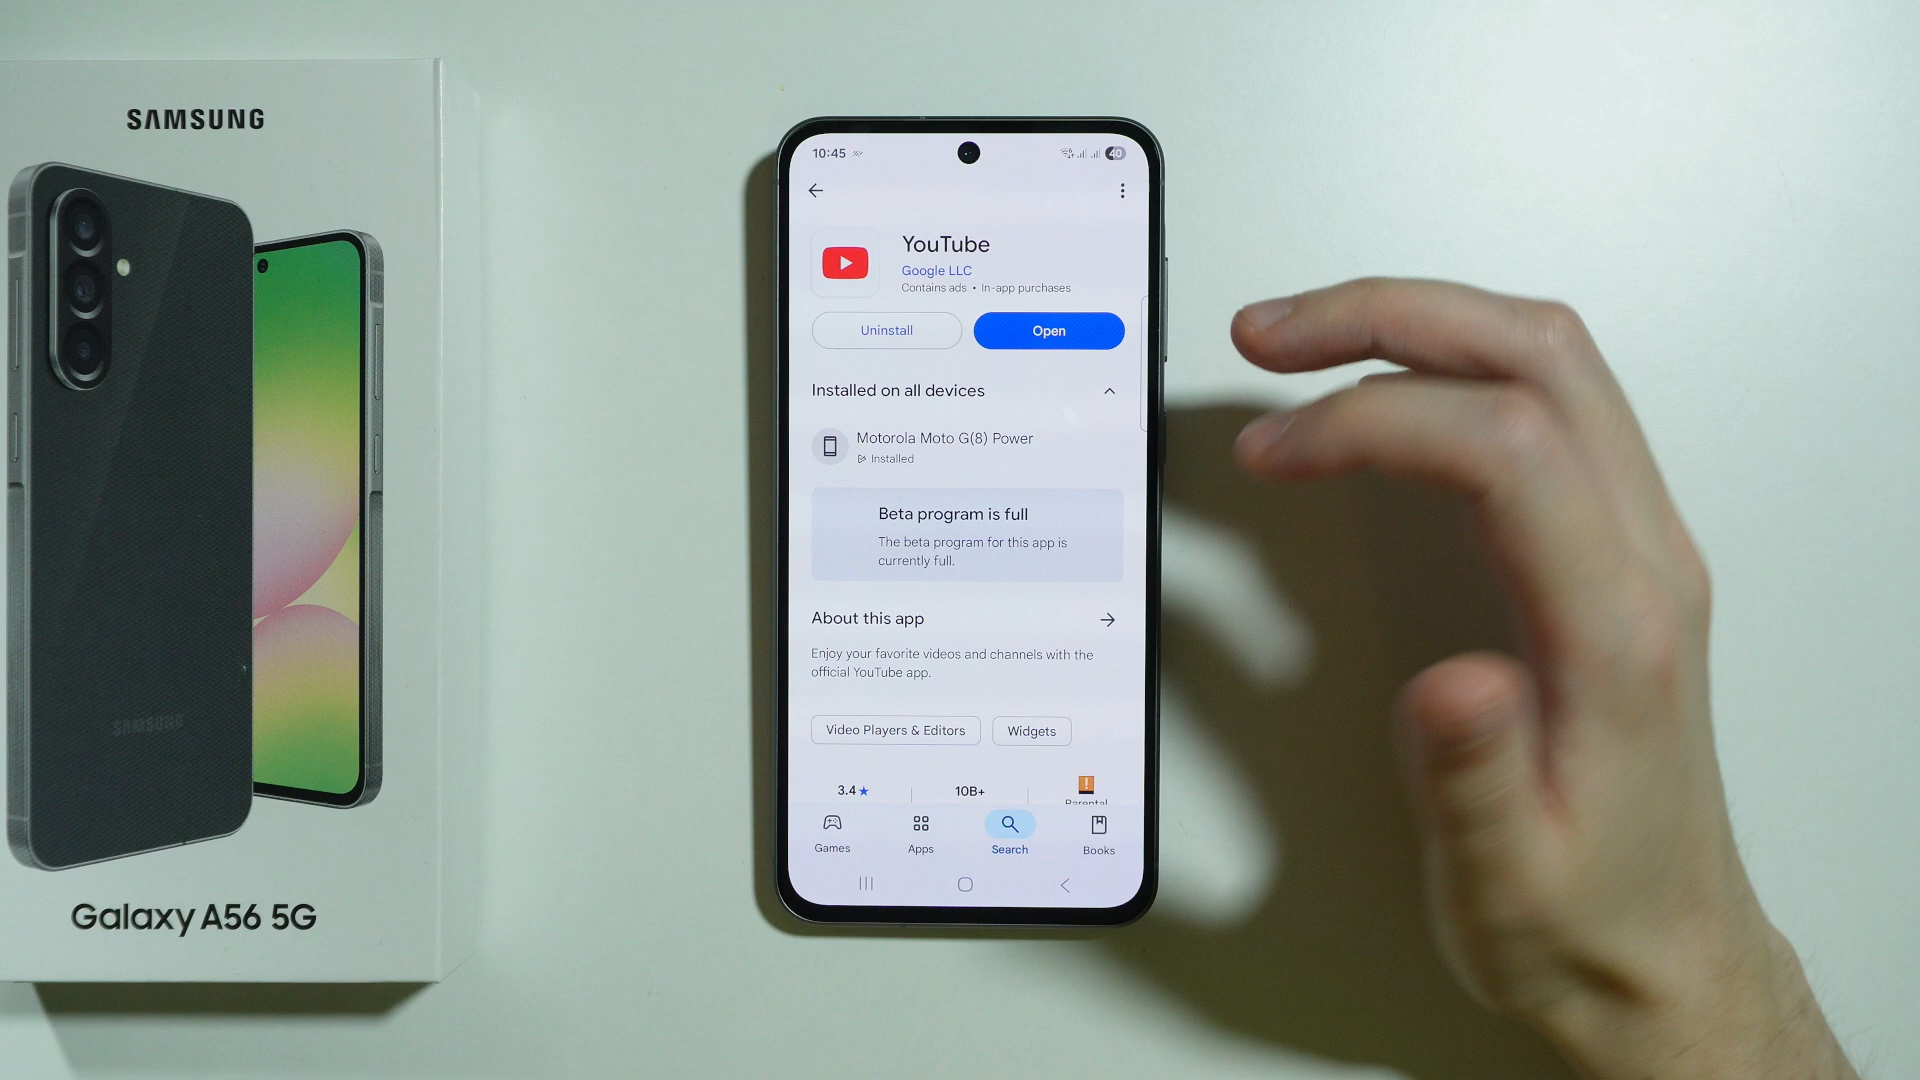 SAMSUNG
SAMSUNG
Galaxy A56 5G
10:45
40
YouTube
Google LLC
Contains ads • In-app purchases
Uninstall
Open
Installed on all devices
Motorola Moto G(8) Power
Installed
Beta program is full
The beta program for this app is
currently full.
About this app
Enjoy your favorite videos and channels with the
official YouTube app.
Video Players & Editors
Widgets
3.4★
10B+
Parental
Games
Apps
Search
Books